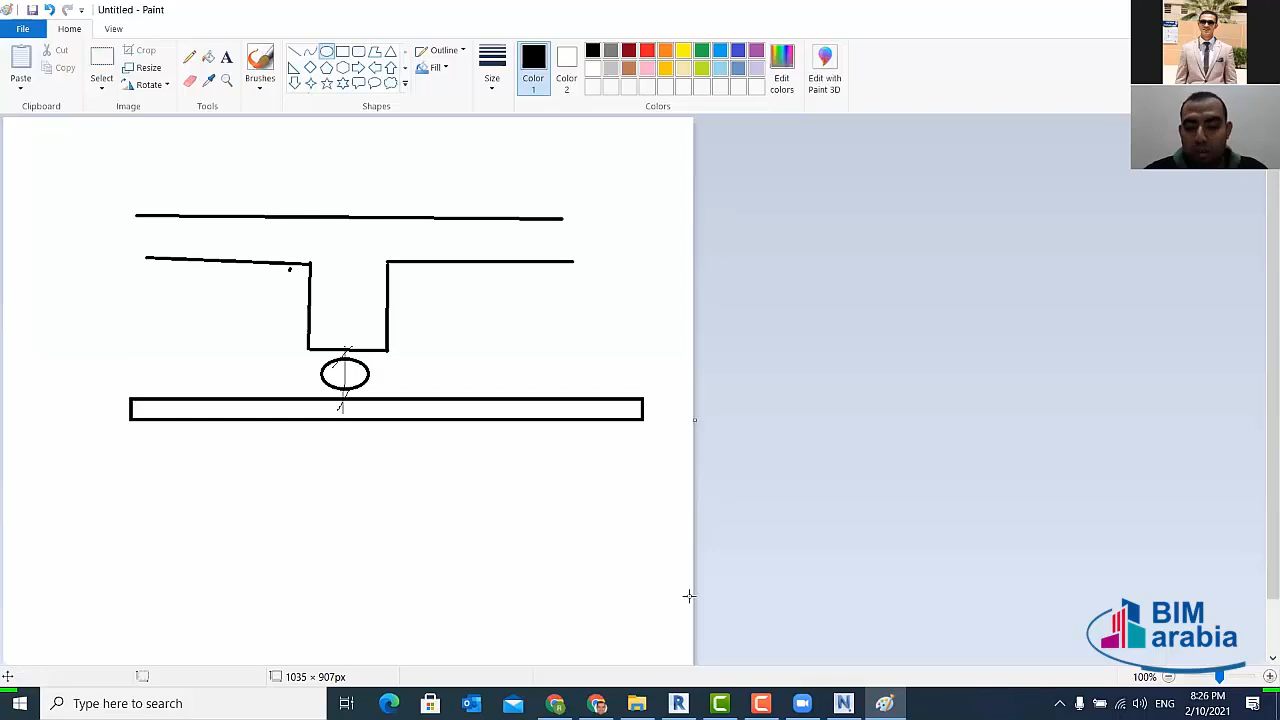 Untitled - Paint
File
Home
View
Paste
Cut
Copy
Clipboard
Select
Crop
Resize
Rotate
Image
A
Tools
Brushes
Shapes
Outline
Fill
Size
Color 1
Color 2
Edit colors
Colors
Edit with Paint 3D
BIM
arabia
1035 × 907px
100%
Type here to search
R
C
C
N
ENG
8:26 PM
2/10/2021